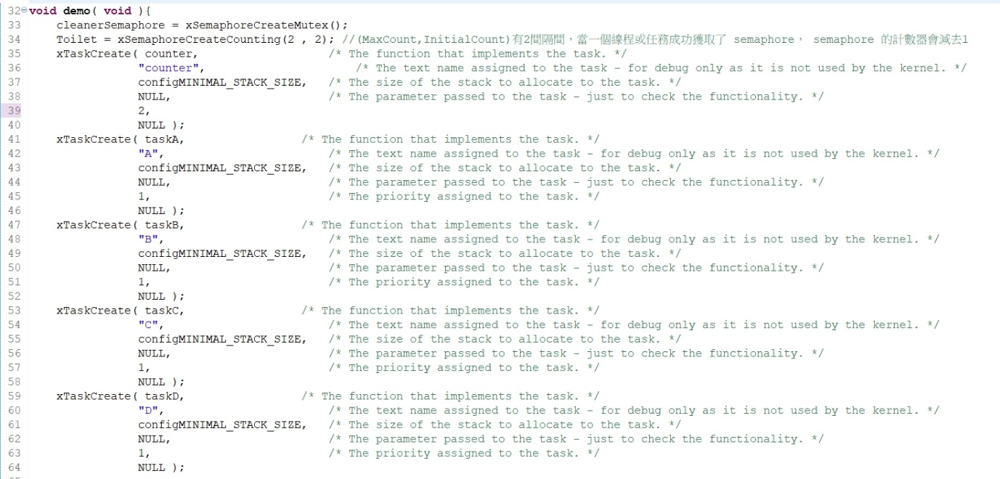 32 void demo( void ){
33 cleanerSemaphore = xSemaphoreCreateMutex();
34 Toilet = xSemaphoreCreateCounting(2 , 2); //(MaxCount,InitialCount)有2間隔間，當一個線程或任務成功獲取了 semaphore， semaphore 的計數器會減去1
35 xTaskCreate( counter, /* The function that implements the task. */
36 "counter", /* The text name assigned to the task - for debug only as it is not used by the kernel. */
37 configMINIMAL_STACK_SIZE, /* The size of the stack to allocate to the task. */
38 NULL, /* The parameter passed to the task - just to check the functionality. */
39 2,
40 NULL );
41 xTaskCreate( taskA, /* The function that implements the task. */
42 "A", /* The text name assigned to the task - for debug only as it is not used by the kernel. */
43 configMINIMAL_STACK_SIZE, /* The size of the stack to allocate to the task. */
44 NULL, /* The parameter passed to the task - just to check the functionality. */
45 1, /* The priority assigned to the task. */
46 NULL );
47 xTaskCreate( taskB, /* The function that implements the task. */
48 "B", /* The text name assigned to the task - for debug only as it is not used by the kernel. */
49 configMINIMAL_STACK_SIZE, /* The size of the stack to allocate to the task. */
50 NULL, /* The parameter passed to the task - just to check the functionality. */
51 1, /* The priority assigned to the task. */
52 NULL );
53 xTaskCreate( taskC, /* The function that implements the task. */
54 "C", /* The text name assigned to the task - for debug only as it is not used by the kernel. */
55 configMINIMAL_STACK_SIZE, /* The size of the stack to allocate to the task. */
56 NULL, /* The parameter passed to the task - just to check the functionality. */
57 1, /* The priority assigned to the task. */
58 NULL );
59 xTaskCreate( taskD, /* The function that implements the task. */
60 "D", /* The text name assigned to the task - for debug only as it is not used by the kernel. */
61 configMINIMAL_STACK_SIZE, /* The size of the stack to allocate to the task. */
62 NULL, /* The parameter passed to the task - just to check the functionality. */
63 1, /* The priority assigned to the task. */
64 NULL );